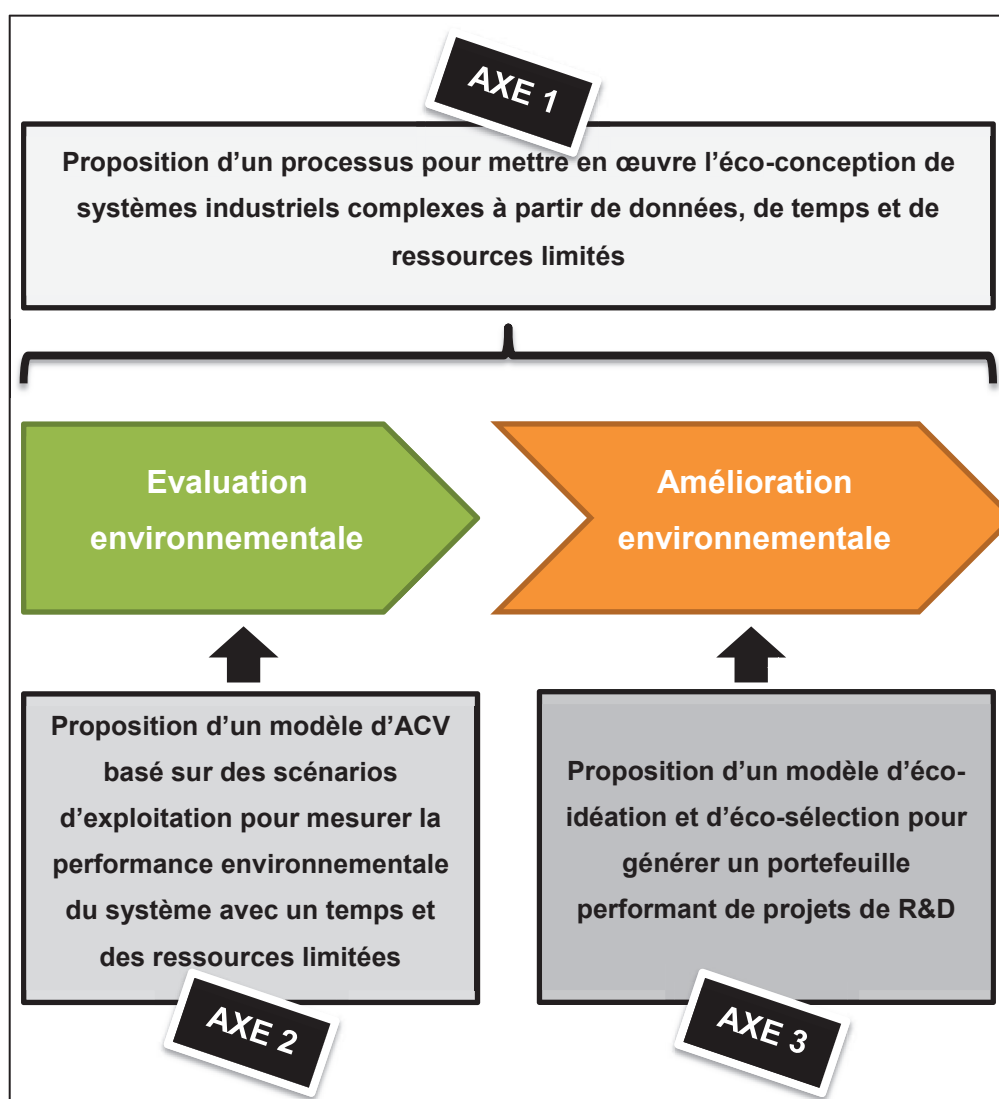 AXE 1
Proposition d'un processus pour mettre en œuvre l'éco-conception de
systèmes industriels complexes à partir de données, de temps et de
ressources limités
Evaluation
environnementale
Amélioration
environnementale
Proposition d'un modèle d'ACV
basé sur des scénarios
d'exploitation pour mesurer la
performance environnementale
du système avec un temps et
des ressources limitées
AXE 2
Proposition d'un modèle d'éco-
idéation et d'éco-sélection pour
générer un portefeuille
performant de projets de R&D
AXE 3